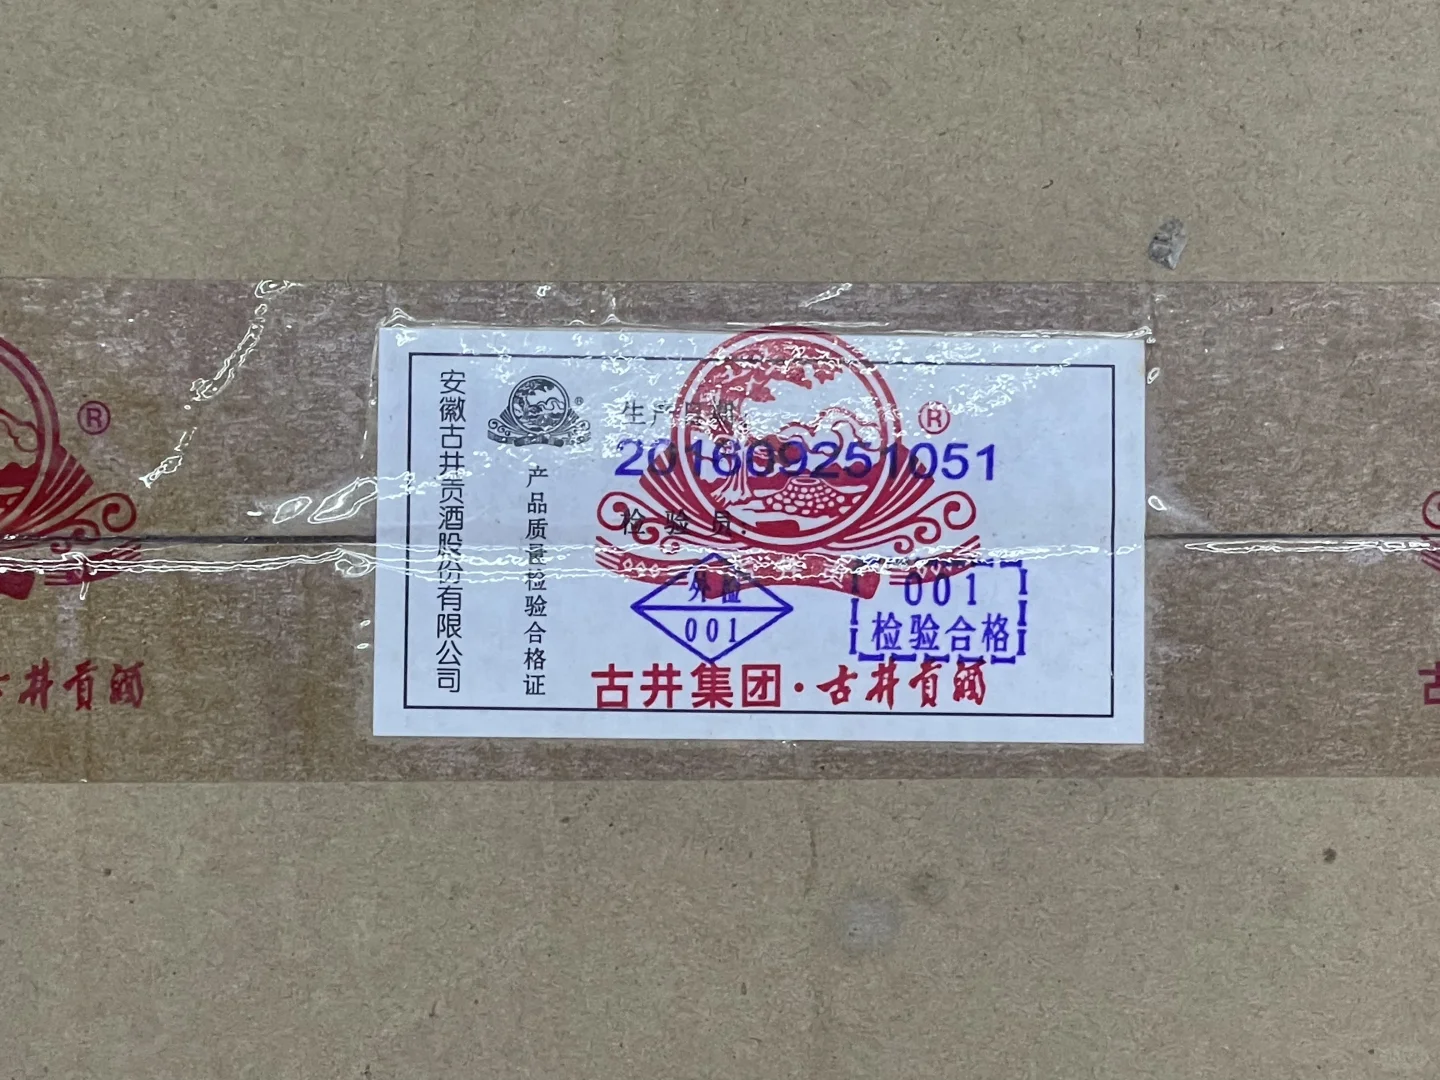 安徽古井贡酒股份有限公司
产品质量检验合格证
生产日期:
201609251051
检验员:
外检
001
001
检验合格
®
古井集团·古井贡酒
®
古井贡酒